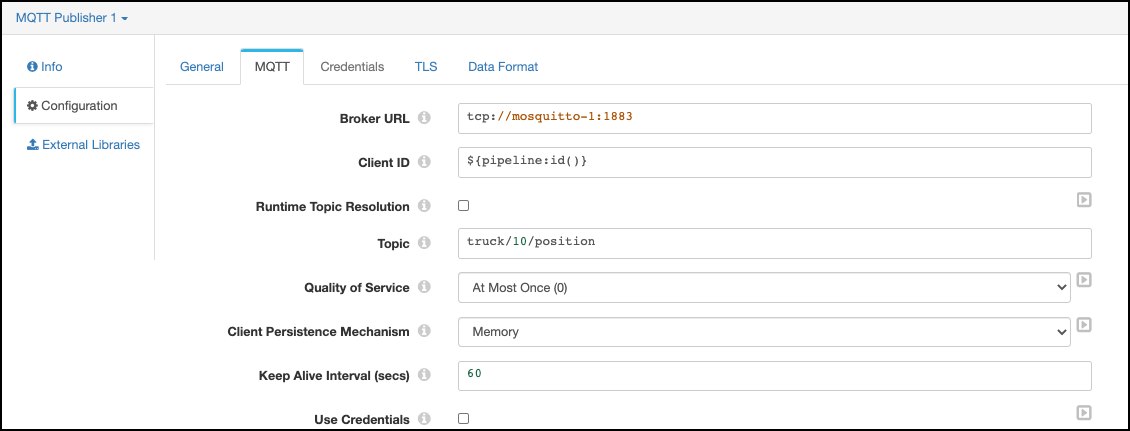 MQTT Publisher 1
Info
Configuration
External Libraries
General MQTT Credentials TLS Data Format
Broker URL tcp://mosquitto-1:1883
Client ID ${pipeline:id()}
Runtime Topic Resolution
Topic truck/10/position
Quality of Service At Most Once (0)
Client Persistence Mechanism Memory
Keep Alive Interval (secs) 60
Use Credentials